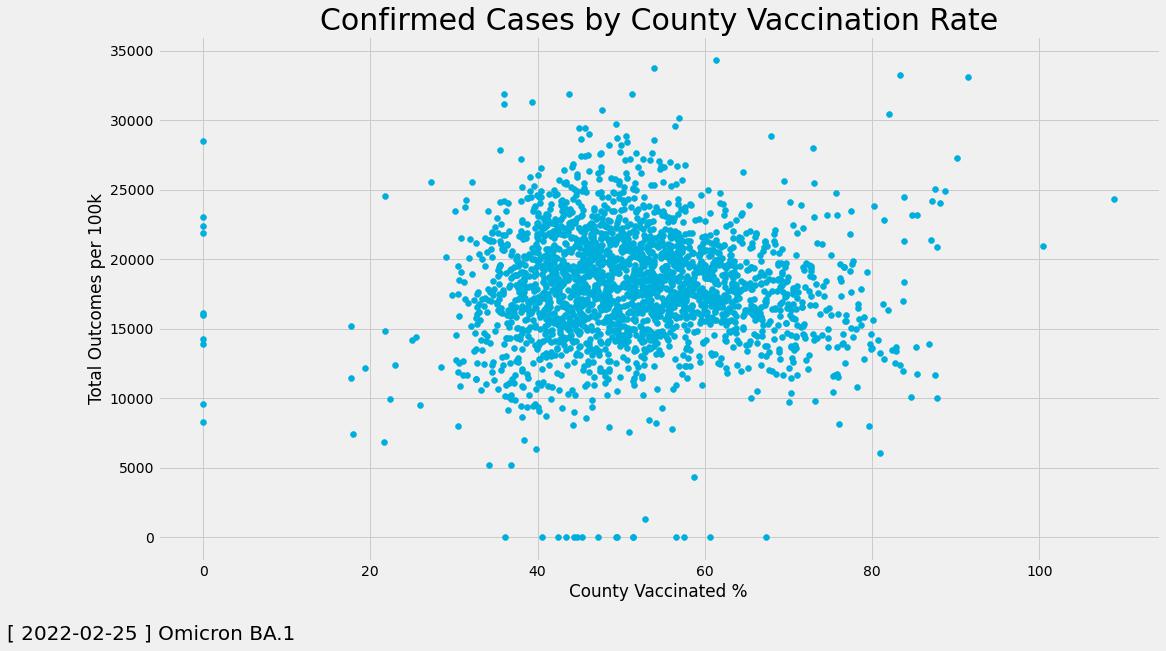 Confirmed Cases by County Vaccination Rate
35000
30000
25000
20000
15000
10000
5000
0
Total Outcomes per 100k
0 20 40 60 80 100
County Vaccinated %
[ 2022-02-25 ] Omicron BA.1